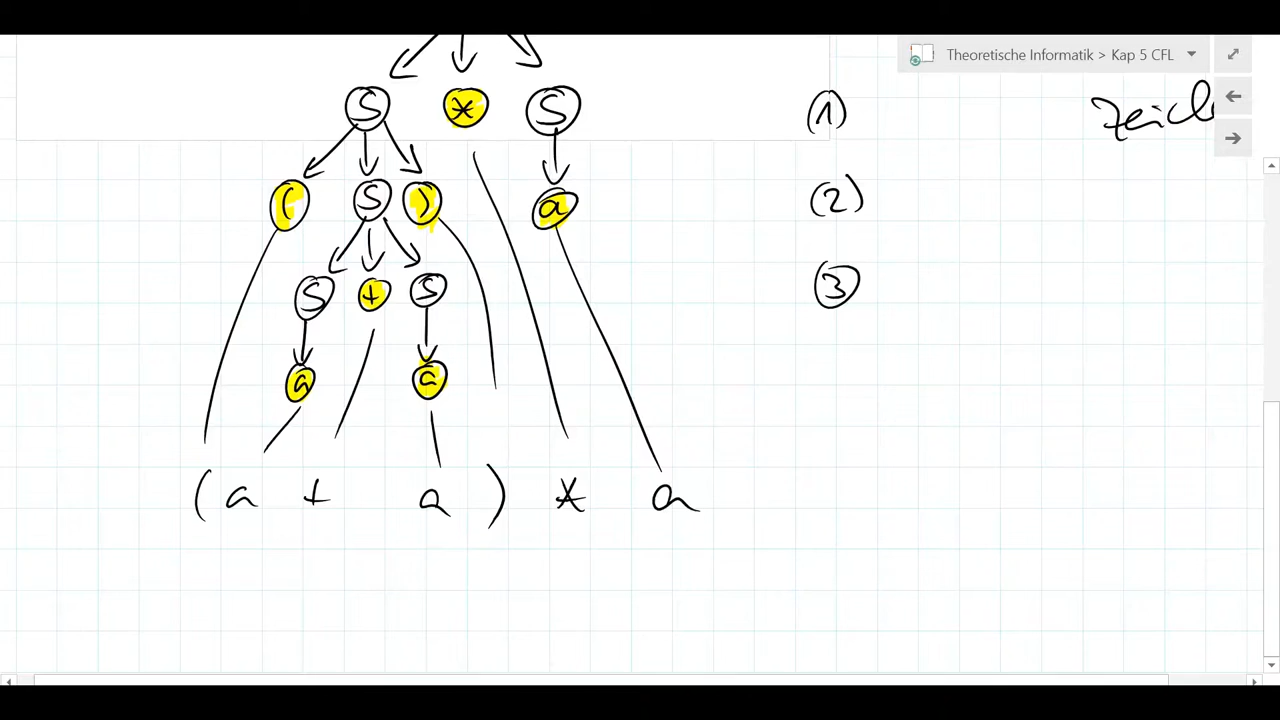 Theoretische Informatik > Kap 5 CFL
S * S
(1)
( S ) a
(2)
S + S
(3)
a a
( a + a ) * a